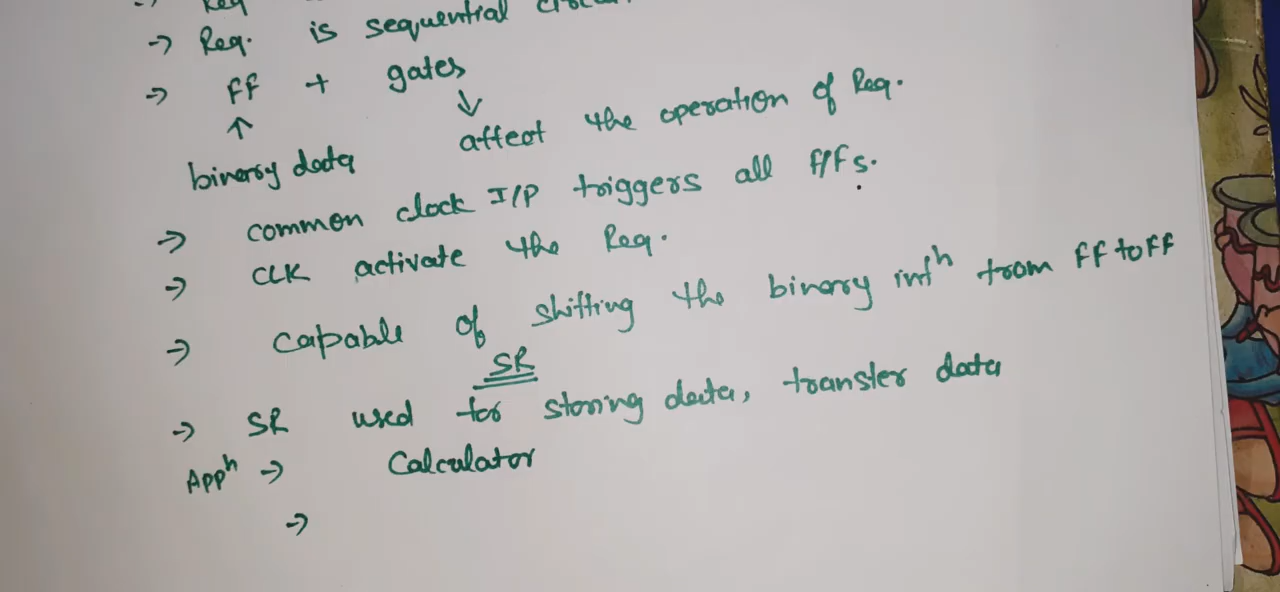 -> Reg
-> Reg. is sequential
-> FF + gates
↑ ↓
binary data affect the operation of Reg.
-> common clock I/P triggers all F/Fs.
-> CLK activate the Reg.
-> capable of shifting the binary infⁿ from FF to FF
SR
-> SR used for storing data, transfer data
Appⁿ -> Calculator
->